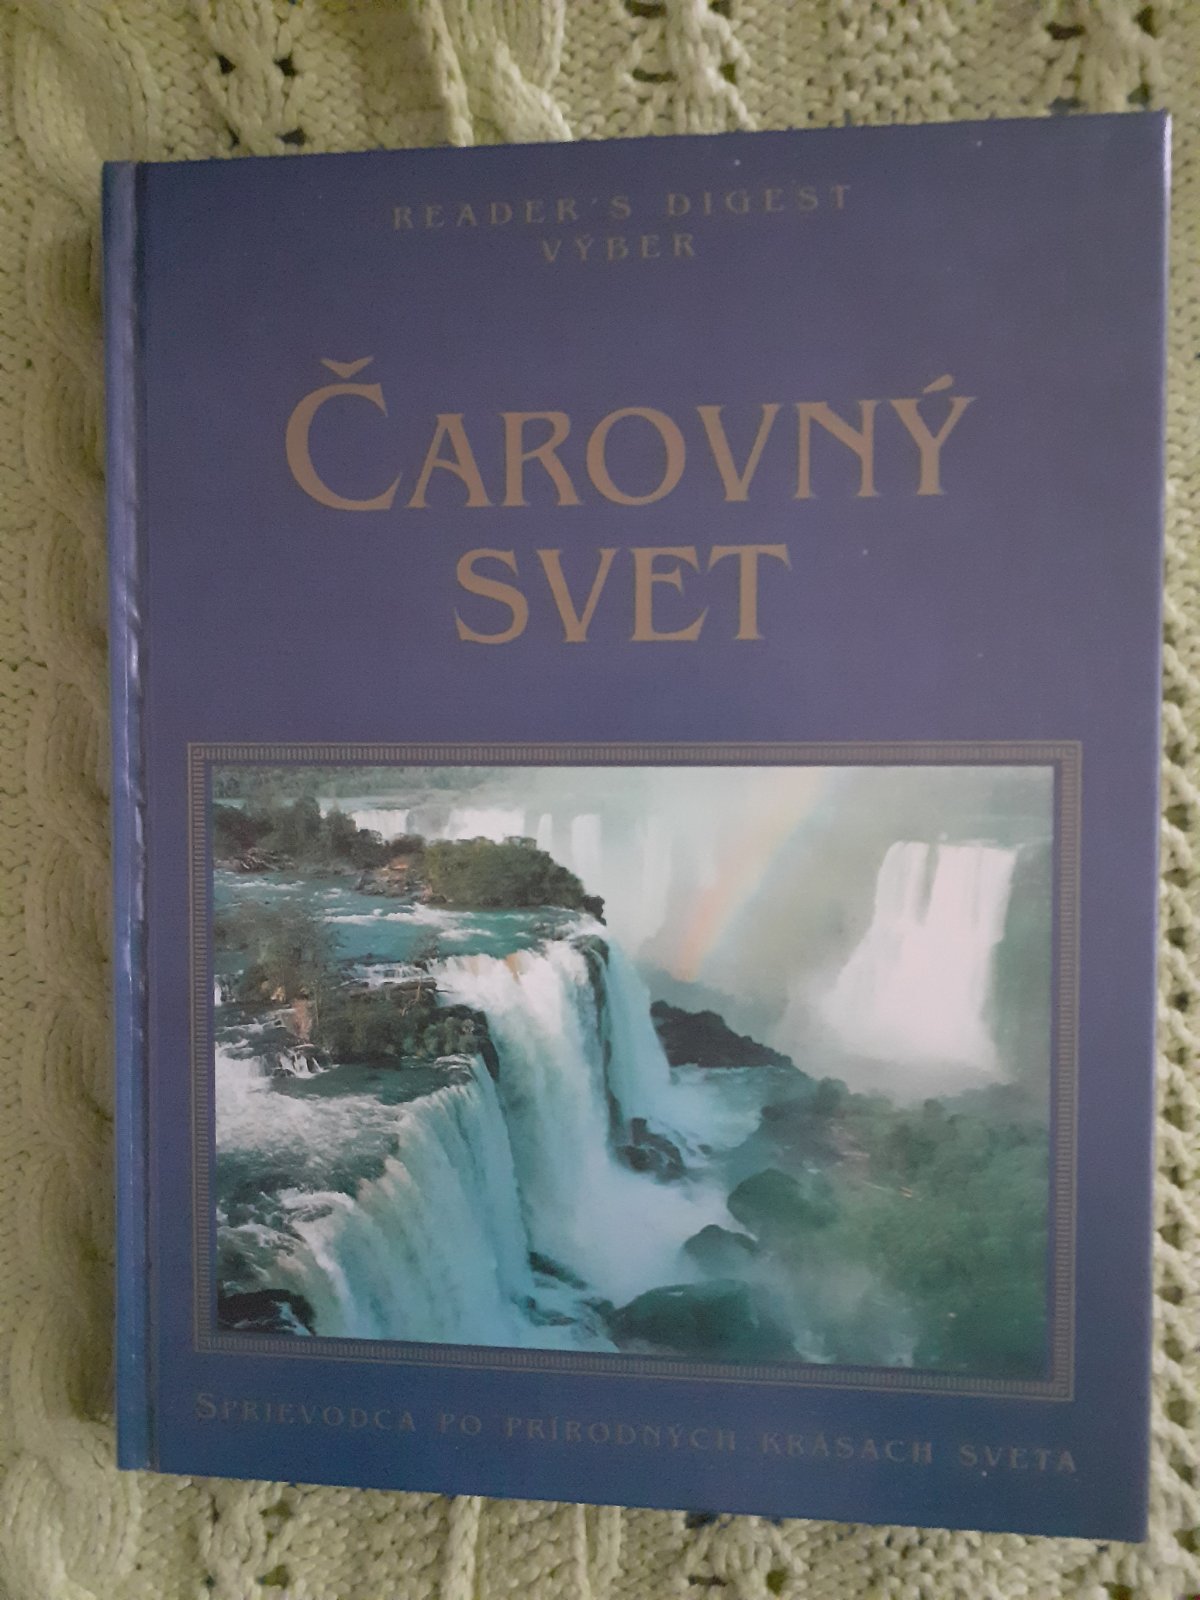 READER'S DIGEST
VÝBER
ČAROVNÝ
SVET
SPRIEVODCA PO PRÍRODNÝCH KRÁSACH SVETA